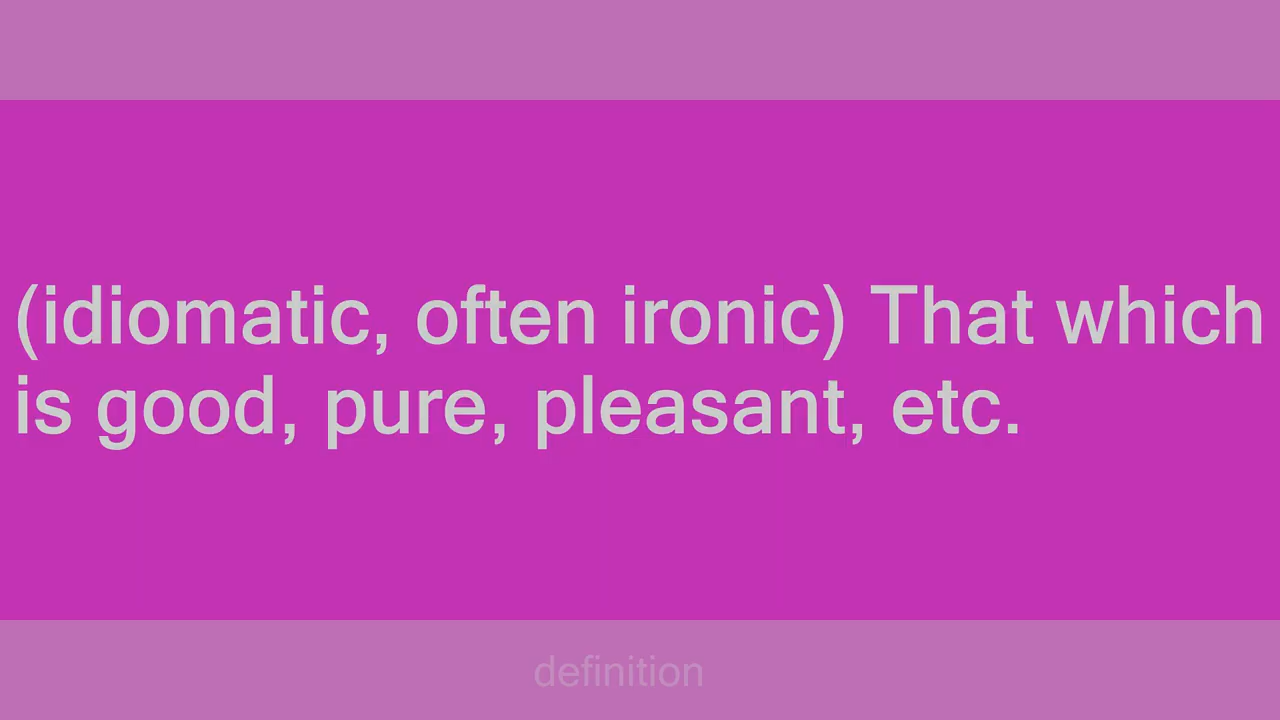 (idiomatic, often ironic) That which
is good, pure, pleasant, etc.
definition